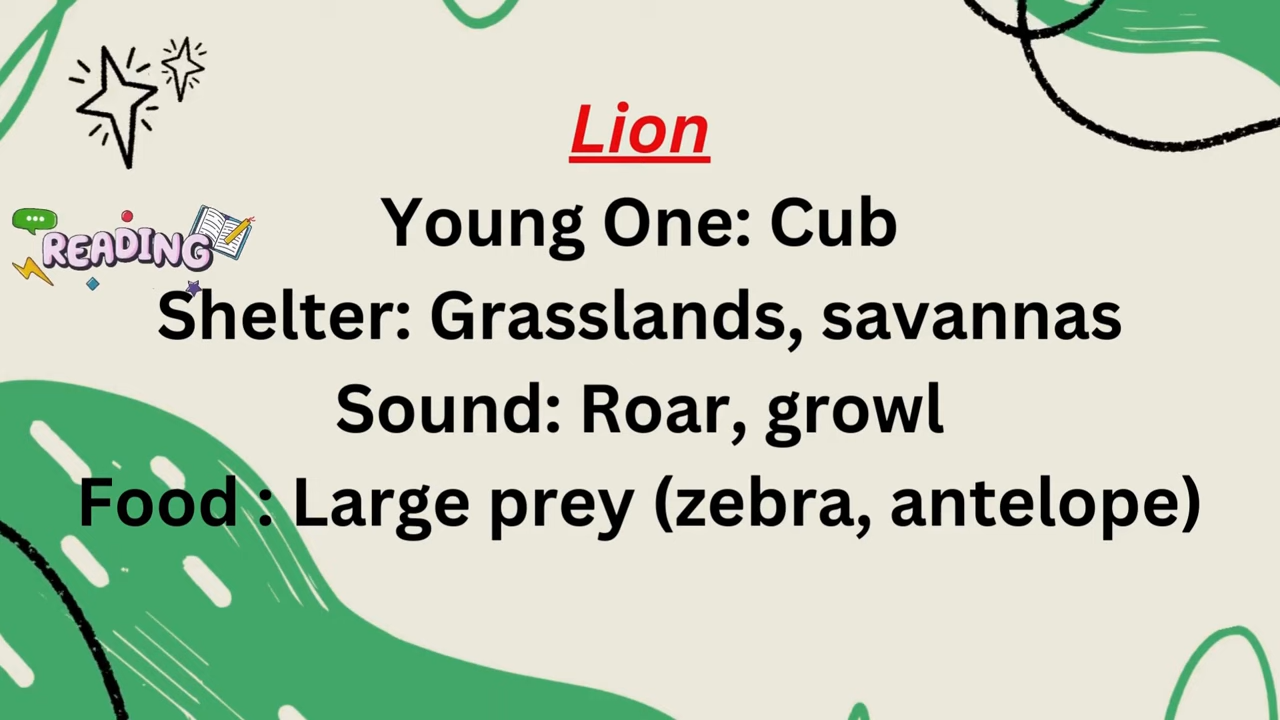 Lion
Young One: Cub
READING
Shelter: Grasslands, savannas
Sound: Roar, growl
Food : Large prey (zebra, antelope)